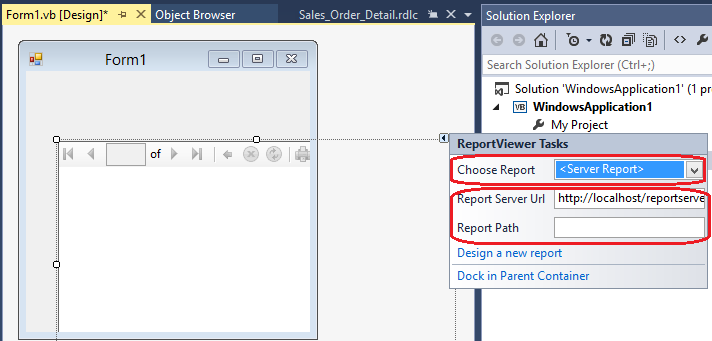 Form1.vb [Design]* Object Browser Sales_Order_Detail.rdlc
Solution Explorer
Form1
Search Solution Explorer (Ctrl+;)
Solution 'WindowsApplication1' (1 pro
VB WindowsApplication1
My Project
ReportViewer Tasks
of
Choose Report <Server Report>
Report Server Url http://localhost/reportserve
Report Path
Design a new report
Dock in Parent Container